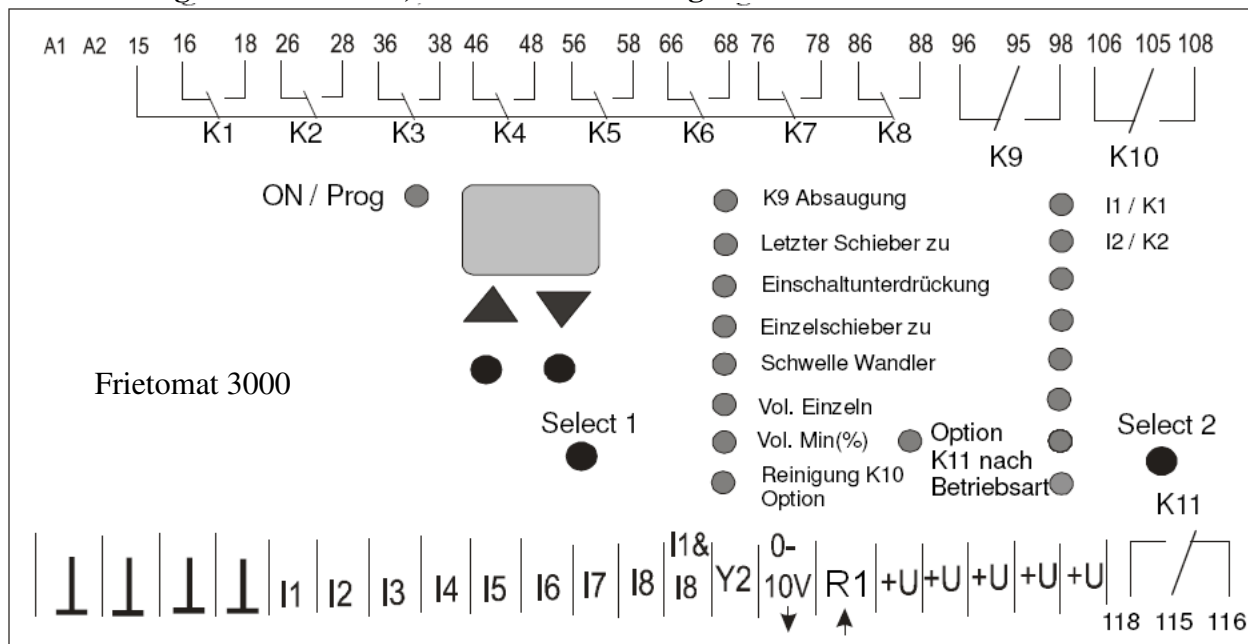 A1 A2 15 16 18 26 28 36 38 46 48 56 58 66 68 76 78 86 88 96 95 98 106 105 108
K1 K2 K3 K4 K5 K6 K7 K8
K9 K10
ON / Prog
K9 Absaugung
I1 / K1
Letzter Schieber zu
I2 / K2
Einschaltunterdrückung
Einzelschieber zu
Schwelle Wandler
Frietomat 3000
Vol. Einzeln
Select 1
Vol. Min(%)
Option
K11 nach
Betriebsart
Select 2
Reinigung K10
Option
K11
I1 I2 I3 I4 I5 I6 I7 I8
I1&
I8
Y2
0-
10V
R1 +U +U +U +U +U
118 115 116